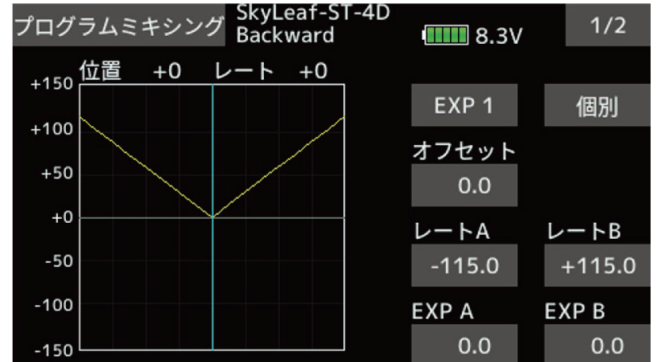 プログラムミキシング
SkyLeaf-ST-4D
Backward
8.3V
1/2
位置 +0 レート +0
+150
+100
+50
+0
-50
-100
-150
EXP 1
個別
オフセット
0.0
レートA
レートB
-115.0
+115.0
EXP A
EXP B
0.0
0.0